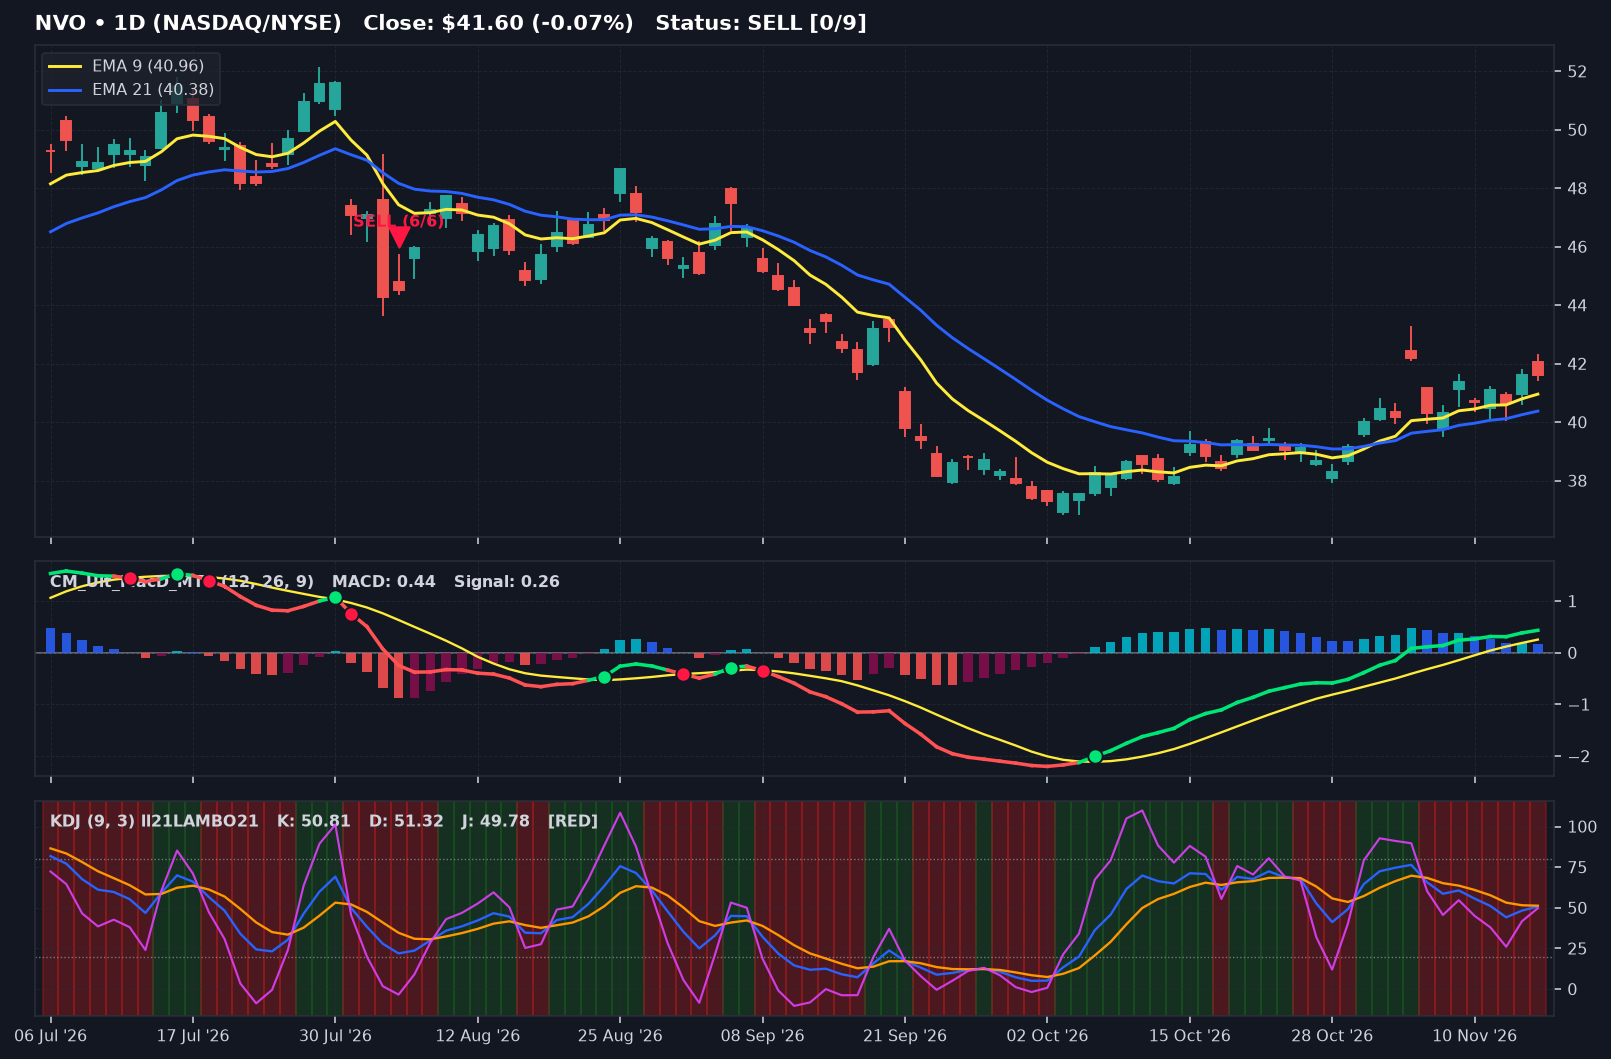 NVO • 1D (NASDAQ/NYSE)   Close: $41.60 (-0.07%)   Status: SELL [0/9]
EMA 9 (40.96)
EMA 21 (40.38)
52
50
48
SELL (6/6)
46
44
42
40
38
CM_Ult_MacD_MTF (12, 26, 9)   MACD: 0.44   Signal: 0.26
1
0
−1
−2
KDJ (9, 3) II21LAMBO21   K: 50.81   D: 51.32   J: 49.78   [RED]
100
75
50
25
0
06 Jul '26   17 Jul '26   30 Jul '26   12 Aug '26   25 Aug '26   08 Sep '26   21 Sep '26   02 Oct '26   15 Oct '26   28 Oct '26   10 Nov '26